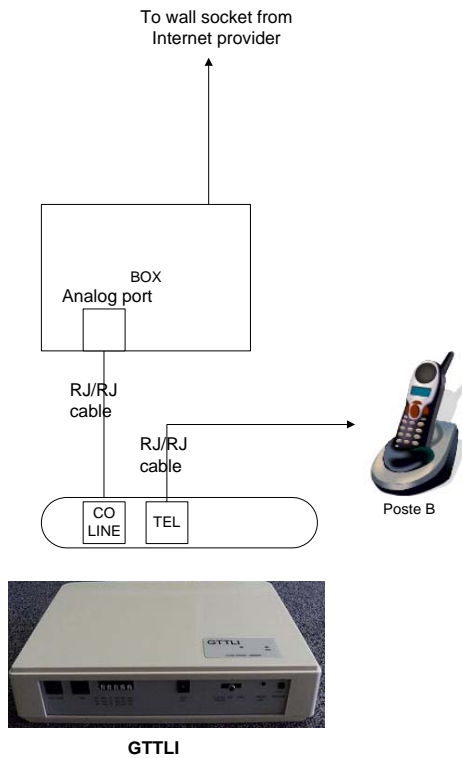 To wall socket from
Internet provider
BOX
Analog port
RJ/RJ
cable
RJ/RJ
cable
Poste B
CO
LINE
TEL
GTTLI
GTTLI